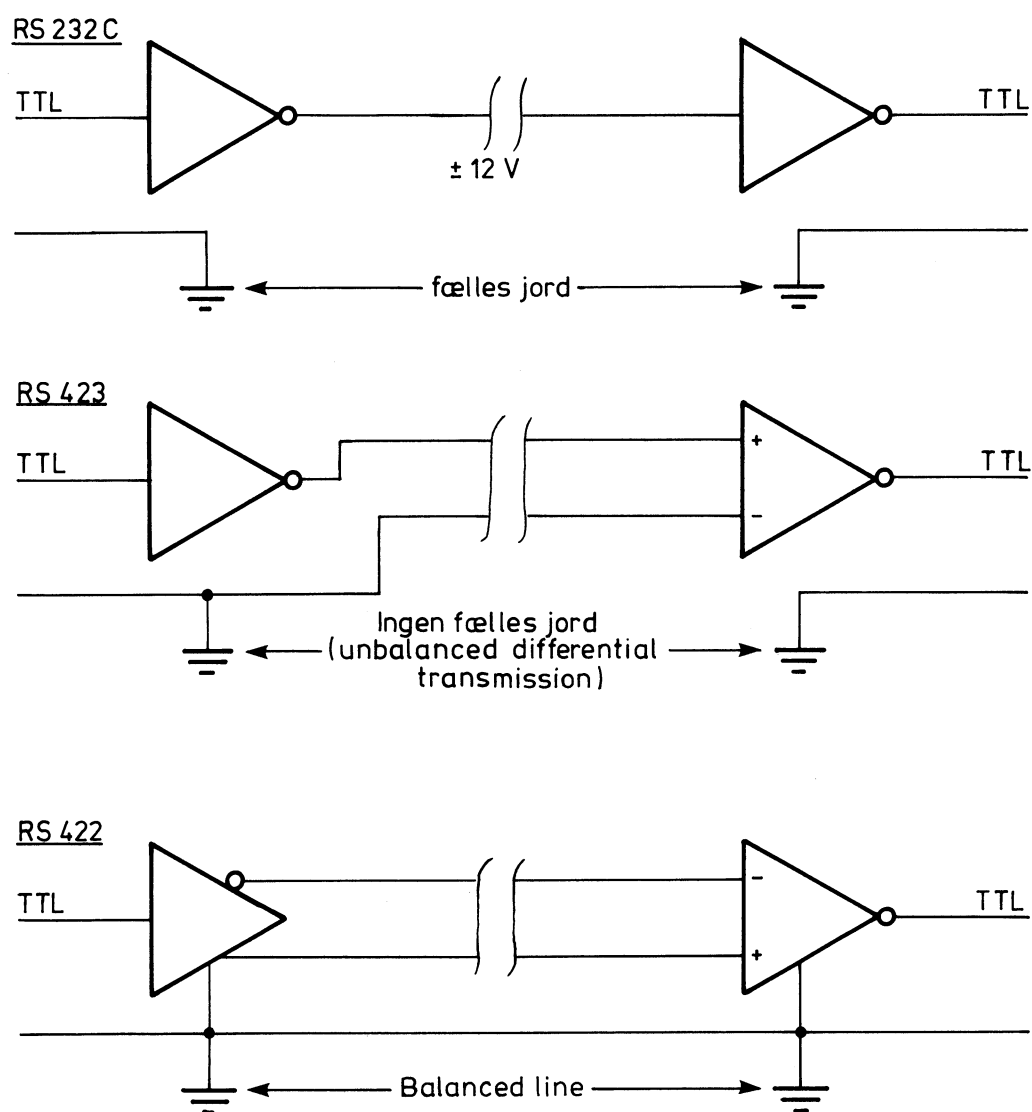 RS 232 C
TTL
TTL
± 12 V
fælles jord
RS 423
TTL
+
TTL
-
Ingen fælles jord
(unbalanced differential
transmission)
RS 422
-
TTL
TTL
+
Balanced line